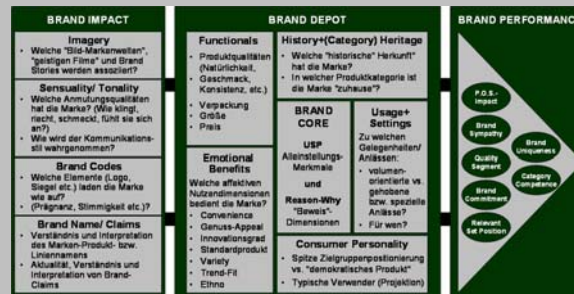 BRAND IMPACT
Imagery
• Welche "Bild-Markenwelten",
"geistigen Filme" und Brand
Stories werden assoziiert?
Sensuality/ Tonality
• Welche Anmutungsqualitäten
hat die Marke? (Wie klingt,
riecht, schmeckt, fühlt sie sich
an?)
• Wie wird der Kommunikations-
stil wahrgenommen?
Brand Codes
• Welche Elemente (Logo,
Siegel etc.) laden die Marke
wie auf?
• (Prägnanz, Stimmigkeit etc.)?
Brand Name/ Claims
• Verständnis und Interpretation
des Marken-Produkt- bzw.
Liniennamens
• Aktualität, Verständnis und
Interpretation von Brand-
Claims
BRAND DEPOT
Functionals
• Produktqualitäten
(Natürlichkeit,
• Geschmack,
Konsistenz, etc.)
• Verpackung
• Größe
• Preis
Emotional
Benefits
Welche affektiven
Nutzendimensionen
bedient die Marke?
• Convenience
• Genuss-Appeal
• Innovationsgrad
• Standardprodukt
• Variety
• Trend-Fit
• Ethno
History+(Category) Heritage
• Welche "historische" Herkunft"
hat die Marke?
• In welcher Produktkategorie ist
die Marke "zuhause"?
BRAND
CORE
USP
Alleinstellungs-
Merkmale
und
Reason-Why
"Beweis"-
Dimensionen
Usage+
Settings
Zu welchen
Gelegenheiten/
Anlässen:
• volumen-
orientierte vs.
gehobene
bzw. spezielle
Anlässe?
• Für wen?
Consumer Personality
• Spitze Zielgruppenpositionierung
vs. "demokratisches Produkt"
• Typische Verwender (Projektion)
BRAND PERFORMANCE
P.O.S.-
Impact
Brand
Sympathy
Quality
Segment
Brand
Commitment
Relevant
Set Position
Brand
Uniqueness
Category
Competence